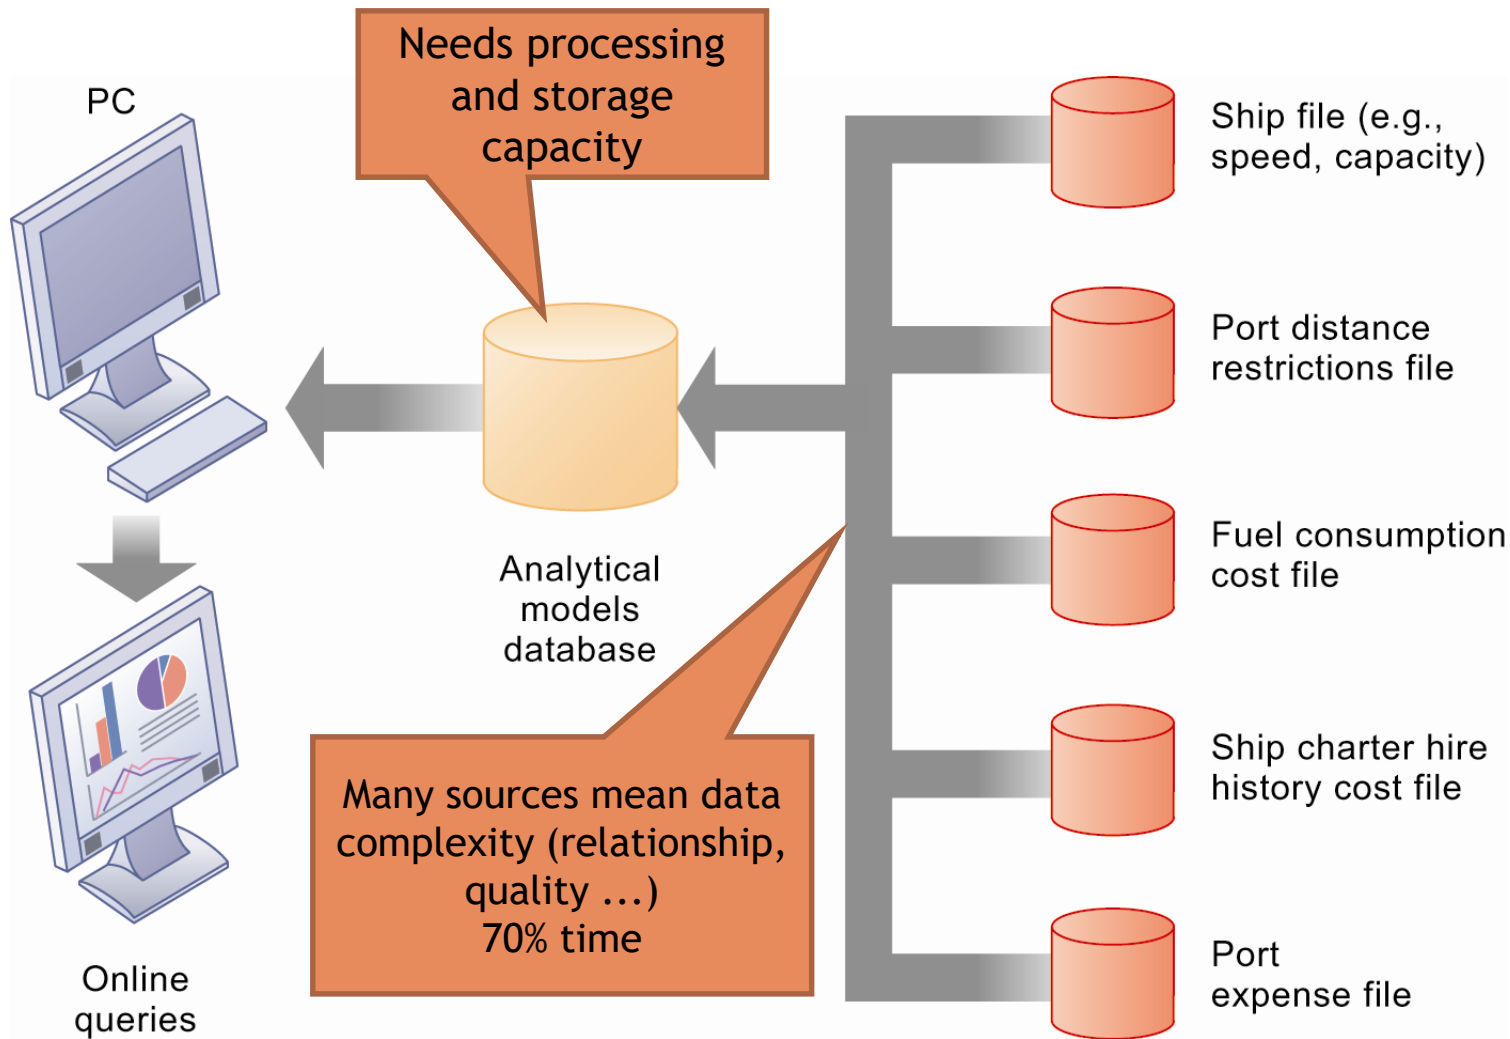 Needs processing
and storage
capacity
PC
Ship file (e.g.,
speed, capacity)
Port distance
restrictions file
Analytical
models
database
Fuel consumption
cost file
Many sources mean data
complexity (relationship,
quality ...)
70% time
Ship charter hire
history cost file
Online
queries
Port
expense file